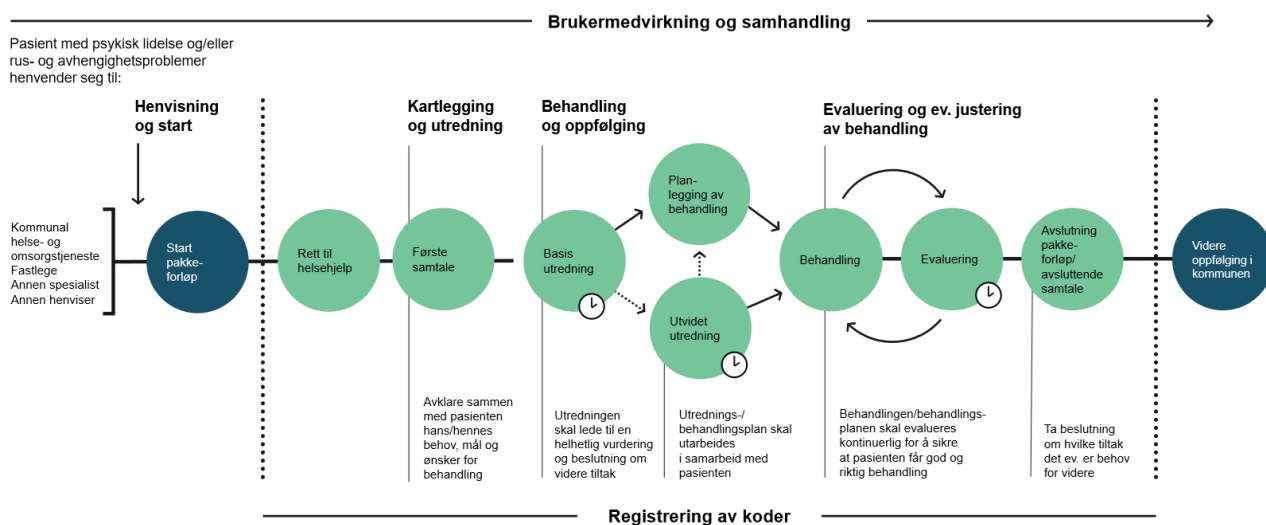 Brukermedvirkning og samhandling
Pasient med psykisk lidelse og/eller
rus- og avhengighetsproblemer
henvender seg til:
Henvisning
og start
Kartlegging
og utredning
Behandling
og oppfølging
Evaluering og ev. justering
av behandling
Kommunal
helse- og
omsorgstjeneste
Fastlege
Annen spesialist
Annen henviser
Start
pakke-
forløp
Rett til
helsehjelp
Første
samtale
Basis
utredning
Plan-
legging av
behandling
Utvidet
utredning
Behandling
Evaluering
Avslutning
pakke-
forløp/
avsluttende
samtale
Videre
oppfølging i
kommunen
Avklare sammen
med pasienten
hans/hennes
behov, mål og
ønsker for
behandling
Utredningen
skal lede til en
helhetlig vurdering
og beslutning om
videre tiltak
Utrednings-/
behandlingsplan skal
utarbeides
i samarbeid med
pasienten
Behandlingen/behandlings-
planen skal evalueres
kontinuerlig for å sikre
at pasienten får god og
riktig behandling
Ta beslutning
om hvilke tiltak
det ev. er behov
for videre
Registrering av koder